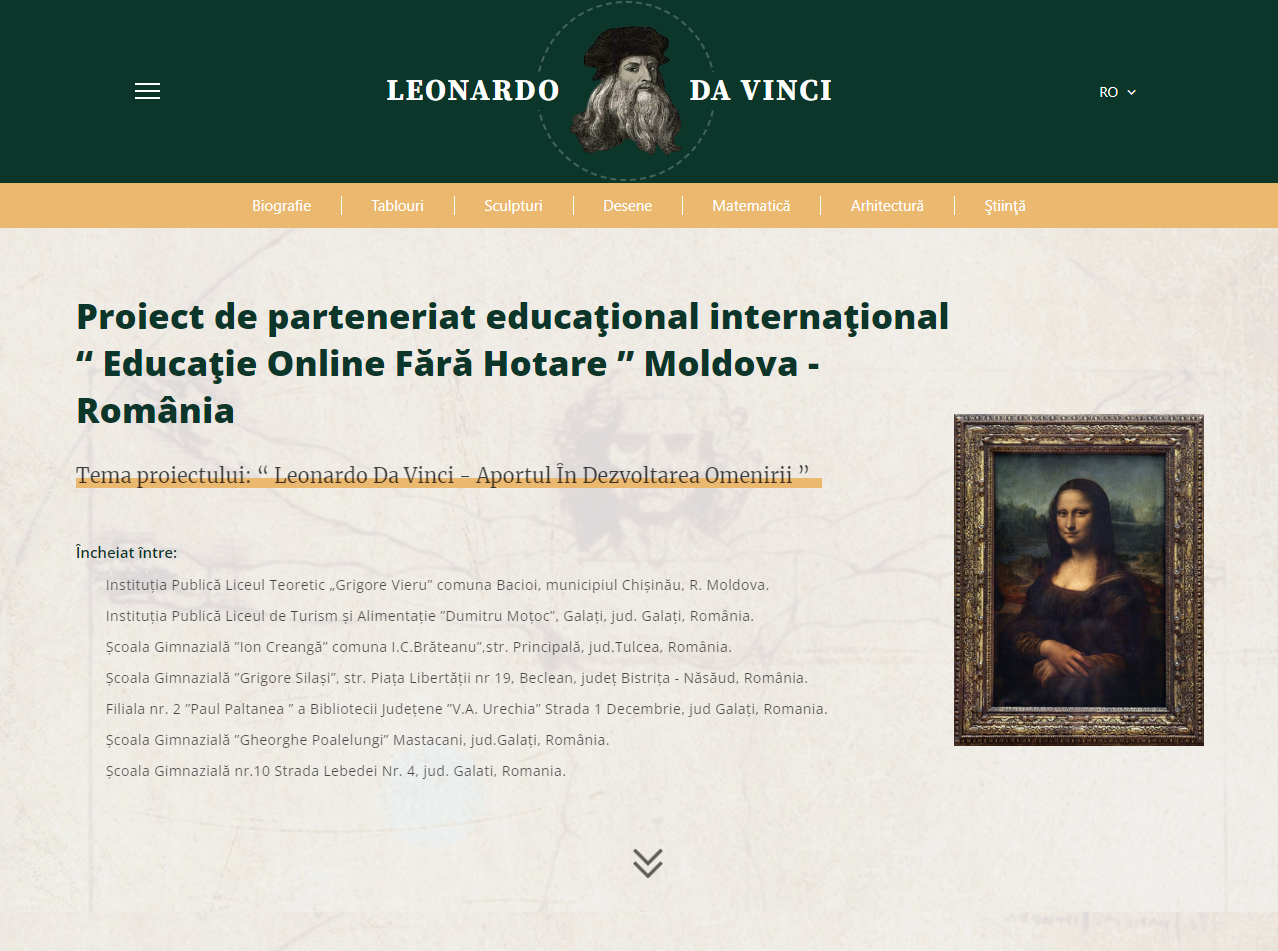 LEONARDO DA VINCI
RO
Biografie Tablouri Sculpturi Desene Matematică Arhitectură Ştiinţă
Proiect de parteneriat educaţional internaţional
“ Educaţie Online Fără Hotare ” Moldova -
România
Tema proiectului: “ Leonardo Da Vinci - Aportul În Dezvoltarea Omenirii ”
Încheiat între:
Instituția Publică Liceul Teoretic „Grigore Vieru” comuna Bacioi, municipiul Chișinău, R. Moldova.
Instituția Publică Liceul de Turism și Alimentație ”Dumitru Moțoc”, Galați, jud. Galați, România.
Școala Gimnazială ”Ion Creangă” comuna I.C.Brăteanu”,str. Principală, jud.Tulcea, România.
Școala Gimnazială ”Grigore Silași”, str. Piața Libertății nr 19, Beclean, județ Bistrița - Năsăud, România.
Filiala nr. 2 ”Paul Paltanea ” a Bibliotecii Județene ”V.A. Urechia” Strada 1 Decembrie, jud Galați, Romania.
Școala Gimnazială ”Gheorghe Poalelungi” Mastacani, jud.Galați, România.
Școala Gimnazială nr.10 Strada Lebedei Nr. 4, jud. Galati, Romania.